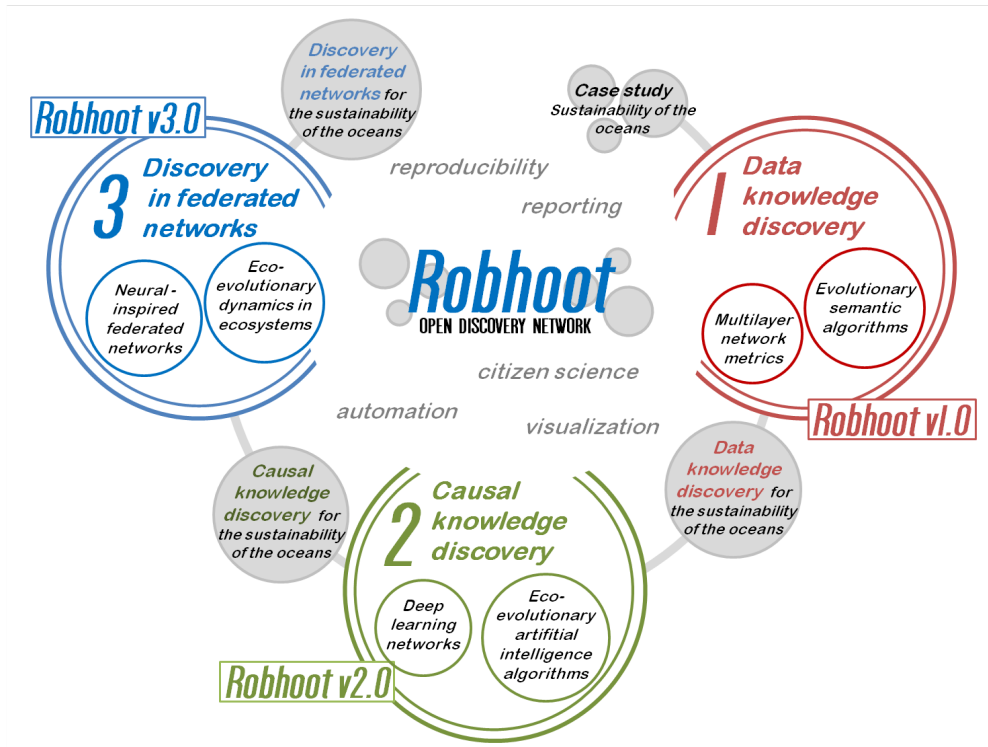 Discovery
in federated
networks for
the sustainability
of the oceans
Case study
Sustainability of the
oceans
Robhoot v3.0
3
Discovery
in federated
networks
Neural-
inspired
federated
networks
Eco-
evolutionary
dynamics in
ecosystems
reproducibility
reporting
1
Data
knowledge
discovery
Multilayer
network
metrics
Evolutionary
semantic
algorithms
Robhoot v1.0
Robhoot
OPEN DISCOVERY NETWORK
citizen science
automation
visualization
Causal
knowledge
discovery for
the sustainability
of the oceans
Data
knowledge
discovery for
the sustainability
of the oceans
2
Causal
knowledge
discovery
Deep
learning
networks
Eco-
evolutionary
artifitial
intelligence
algorithms
Robhoot v2.0